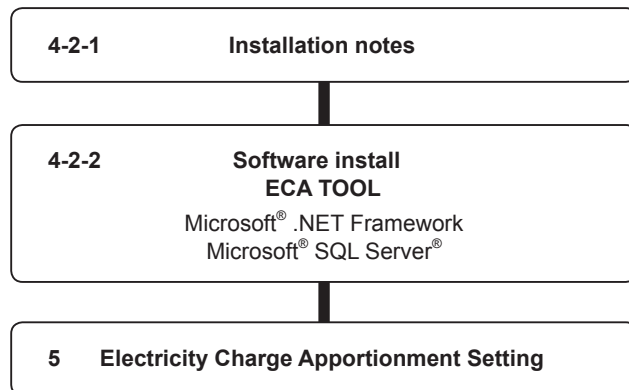 4-2-1 Installation notes
4-2-2 Software install
ECA TOOL
Microsoft® .NET Framework
Microsoft® SQL Server®
5 Electricity Charge Apportionment Setting